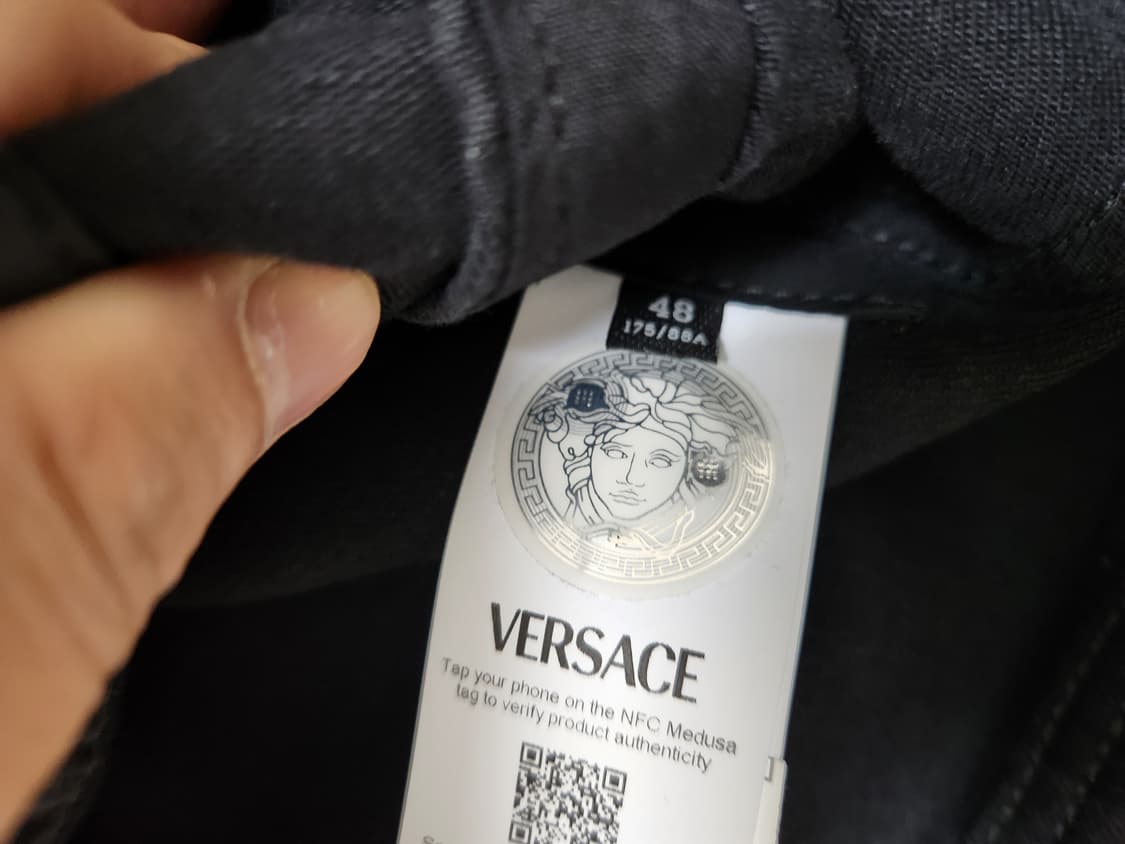 48
175/88A
VERSACE
Tap your phone on the NFC Medusa
tag to verify product authenticity